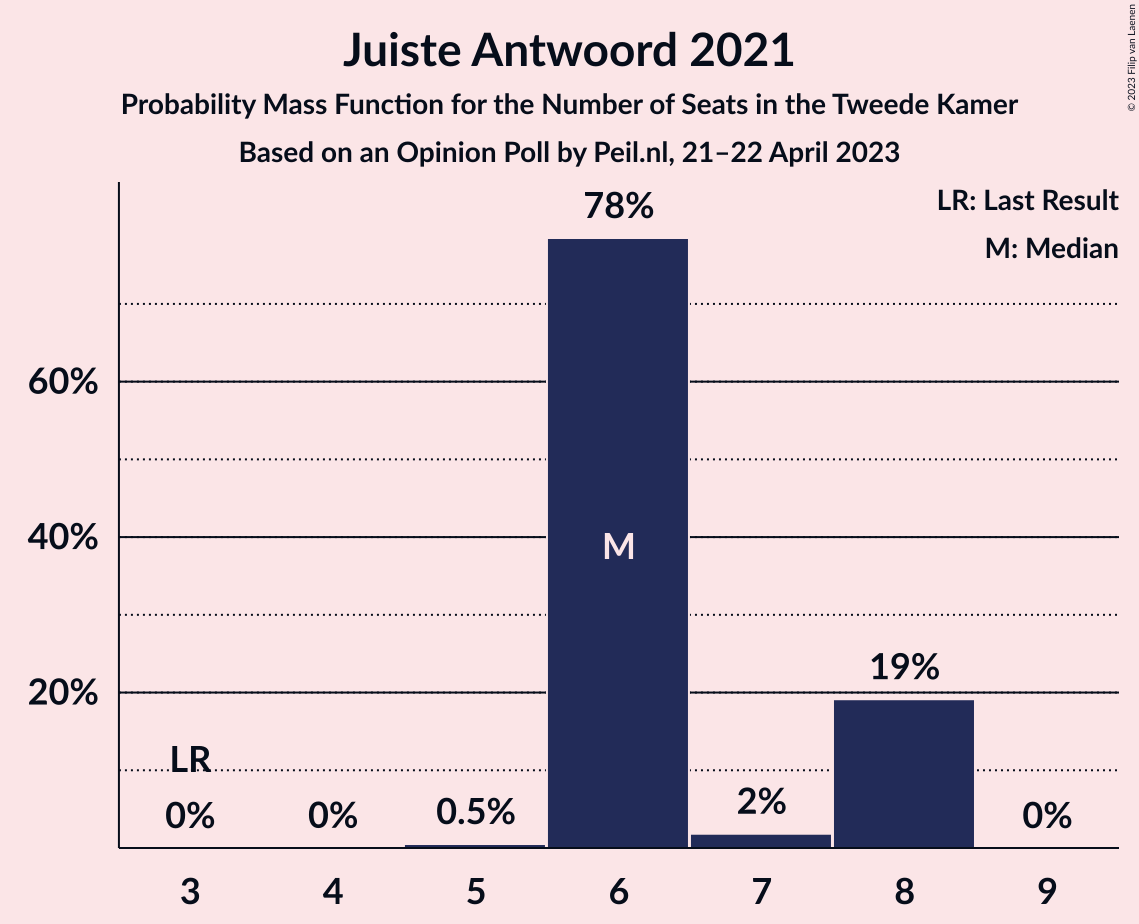 Juiste Antwoord 2021
Probability Mass Function for the Number of Seats in the Tweede Kamer
Based on an Opinion Poll by Peil.nl, 21–22 April 2023
© 2023 Filip van Laenen
LR: Last Result
M: Median
78%
60%
40%
M
20%
19%
LR
0%
0%
0.5%
2%
0%
3
4
5
6
7
8
9